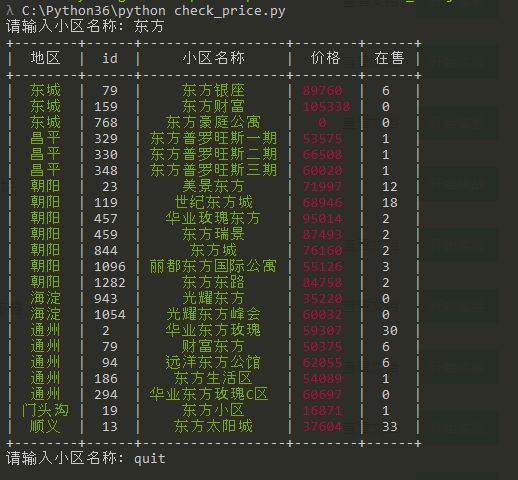 λ C:\Python36\python check_price.py
请输入小区名称: 东方
地区 | id | 小区名称 | 价格 | 在售
东城 | 79 | 东方银座 | 89760 | 6
东城 | 159 | 东方财富 | 105338 | 0
东城 | 768 | 东方豪庭公寓 | 0 | 0
昌平 | 329 | 东方普罗旺斯一期 | 53575 | 1
昌平 | 330 | 东方普罗旺斯二期 | 66508 | 1
昌平 | 348 | 东方普罗旺斯三期 | 60020 | 1
朝阳 | 23 | 美景东方 | 71997 | 12
朝阳 | 119 | 世纪东方城 | 68946 | 18
朝阳 | 457 | 华业玫瑰东方 | 95014 | 2
朝阳 | 459 | 东方瑞景 | 87493 | 2
朝阳 | 844 | 东方城 | 76160 | 2
朝阳 | 1096 | 丽都东方国际公寓 | 55126 | 3
朝阳 | 1282 | 东方东路 | 84758 | 2
海淀 | 943 | 光耀东方 | 35220 | 0
海淀 | 1054 | 光耀东方峰会 | 60032 | 0
通州 | 2 | 华业东方玫瑰 | 59307 | 30
通州 | 79 | 财富东方 | 50375 | 6
通州 | 94 | 远洋东方公馆 | 62055 | 6
通州 | 186 | 东方生活区 | 54089 | 1
通州 | 294 | 华业东方玫瑰C区 | 60697 | 0
门头沟 | 19 | 东方小区 | 16871 | 1
顺义 | 13 | 东方太阳城 | 37604 | 33
请输入小区名称: quit